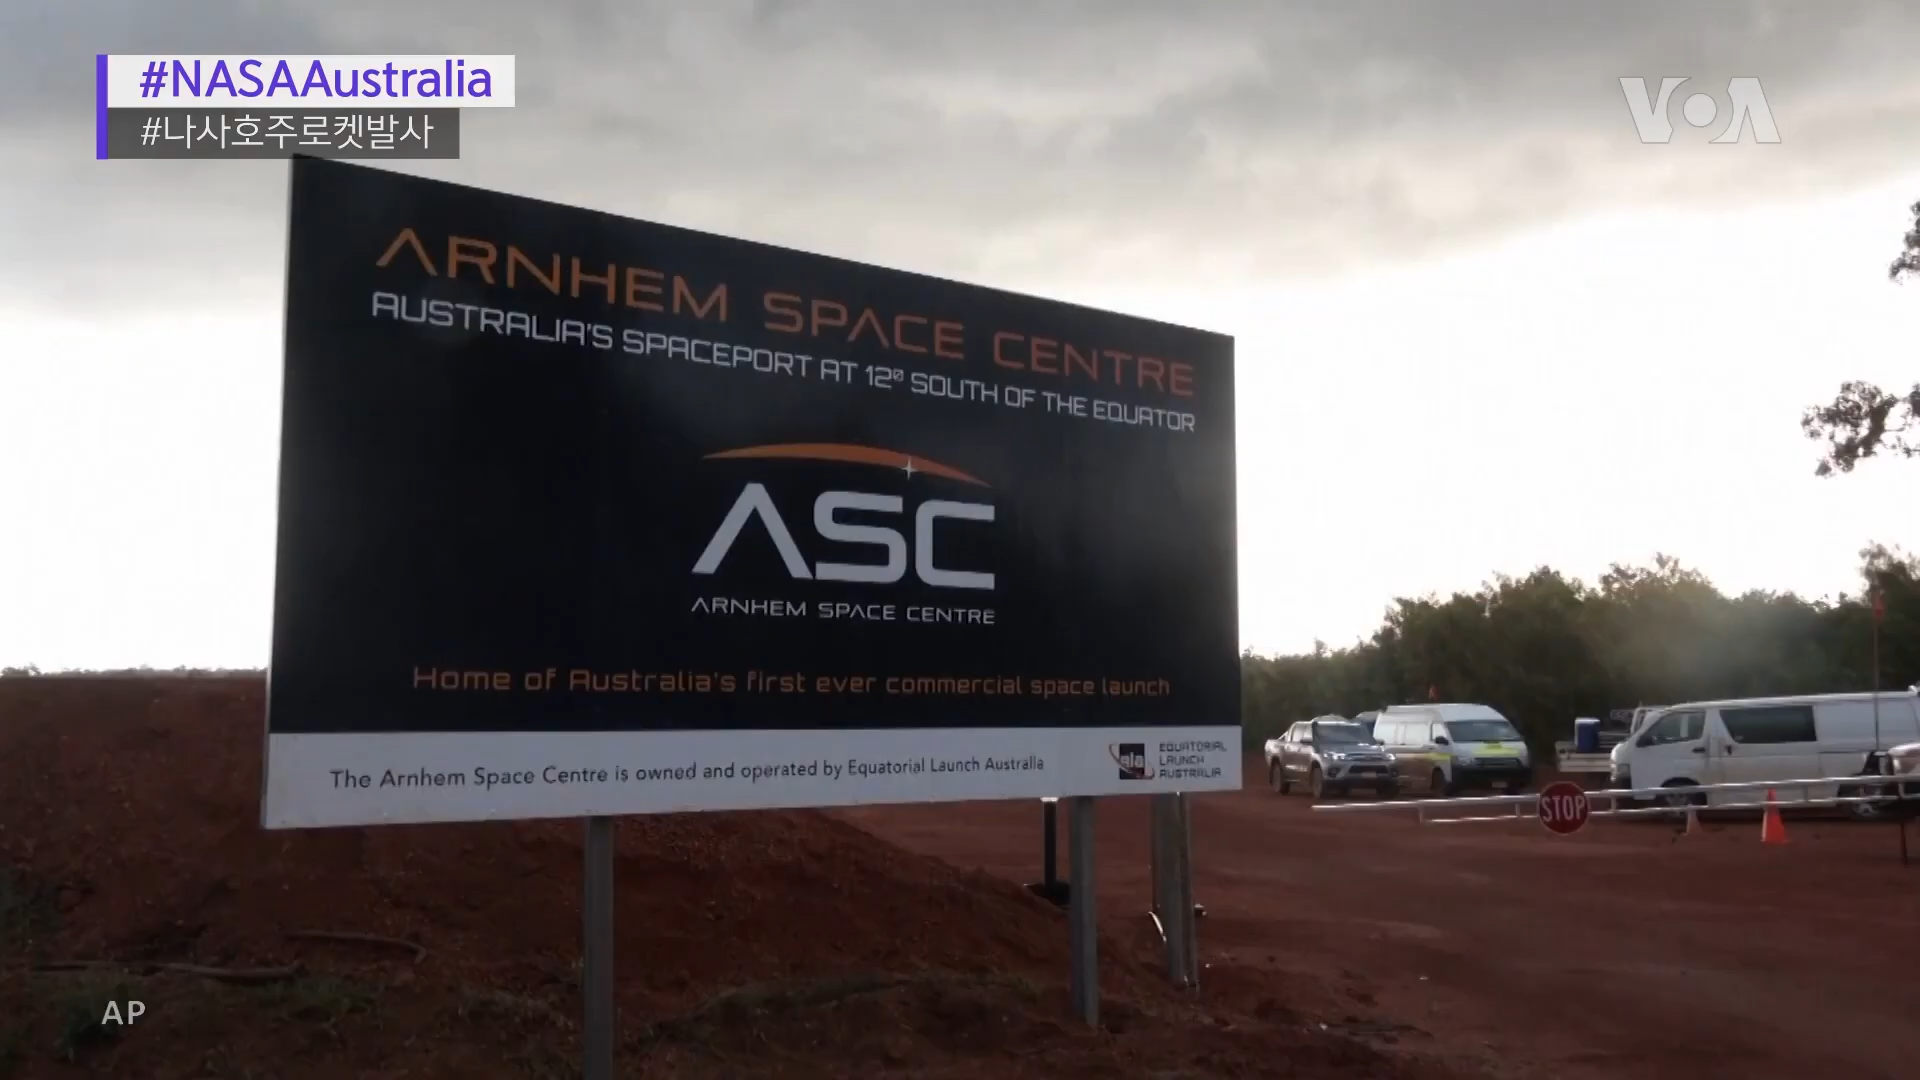 #NASAAustralia
#나사호주로켓발사
VOA
ARNHEM SPACE CENTRE
AUSTRALIA'S SPACEPORT AT 12º SOUTH OF THE EQUATOR
ASC
ARNHEM SPACE CENTRE
Home of Australia's first ever commercial space launch
The Arnhem Space Centre is owned and operated by Equatorial Launch Australia
ela
EQUATORIAL
LAUNCH
AUSTRALIA
STOP
AP